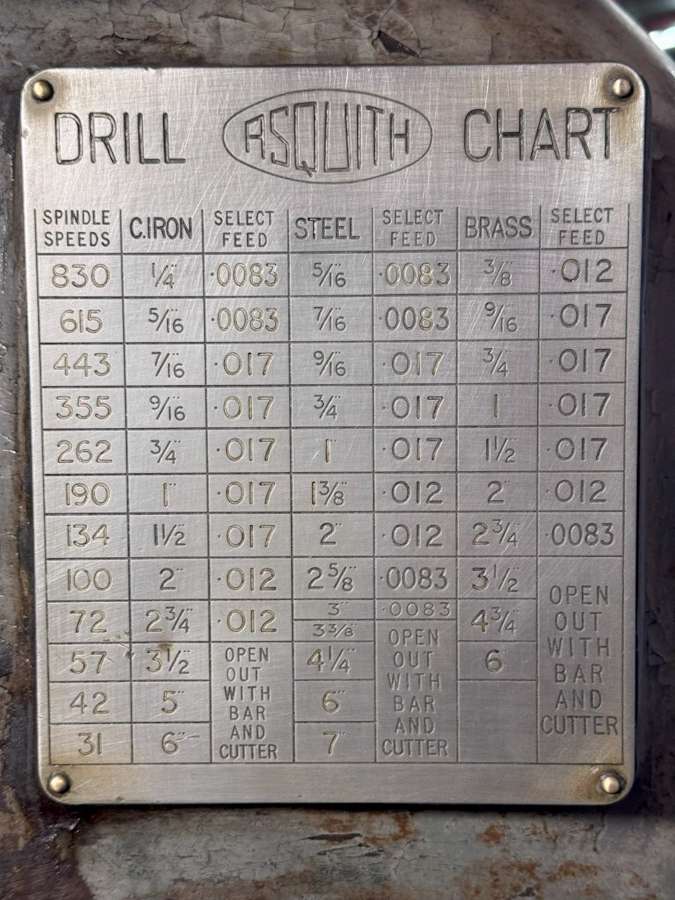 DRILL ASQUITH CHART
SPINDLE SPEEDS C.IRON SELECT FEED STEEL SELECT FEED BRASS SELECT FEED
830 1/4" ·0083 5/16" ·0083 3/8" ·012
615 5/16" ·0083 7/16" ·0083 9/16" ·017
443 7/16" ·017 9/16" ·017 3/4" ·017
355 9/16" ·017 3/4" ·017 1" ·017
262 3/4" ·017 1" ·017 1 1/2" ·017
190 1" ·017 1 3/8" ·012 2" ·012
134 1 1/2" ·017 2" ·012 2 3/4" ·0083
100 2" ·012 2 5/8" ·0083 3 1/2"
72 2 3/4" ·012 3" ·0083 4 3/4"
3 3/8"
57 3 1/2" 4 1/4" 6"
42 5" 6"
31 6" 7"
OPEN
OUT
WITH
BAR
AND
CUTTER
OPEN
OUT
WITH
BAR
AND
CUTTER
OPEN
OUT
WITH
BAR
AND
CUTTER